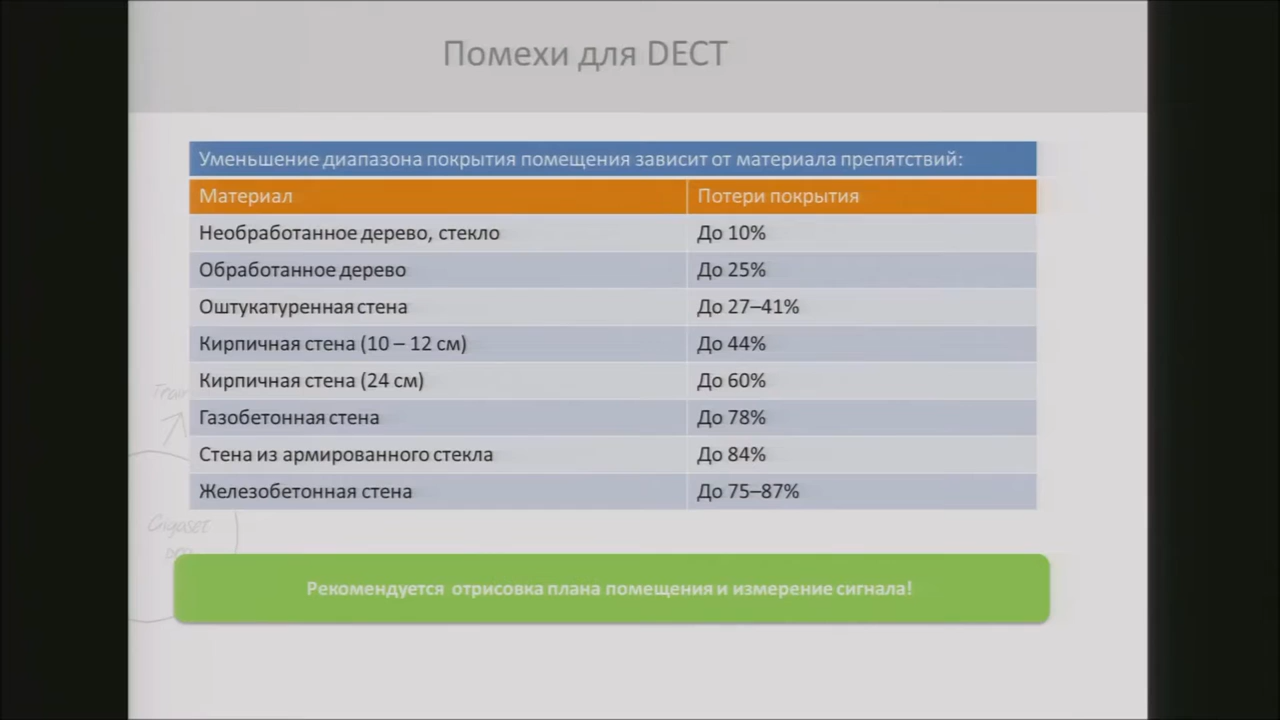 Помехи для DECT
Уменьшение диапазона покрытия помещения зависит от материала препятствий:
Материал Потери покрытия
Необработанное дерево, стекло До 10%
Обработанное дерево До 25%
Оштукатуренная стена До 27–41%
Кирпичная стена (10 – 12 см) До 44%
Кирпичная стена (24 см) До 60%
Газобетонная стена До 78%
Стена из армированного стекла До 84%
Железобетонная стена До 75–87%
Gigaset
pro
Рекомендуется отрисовка плана помещения и измерение сигнала!